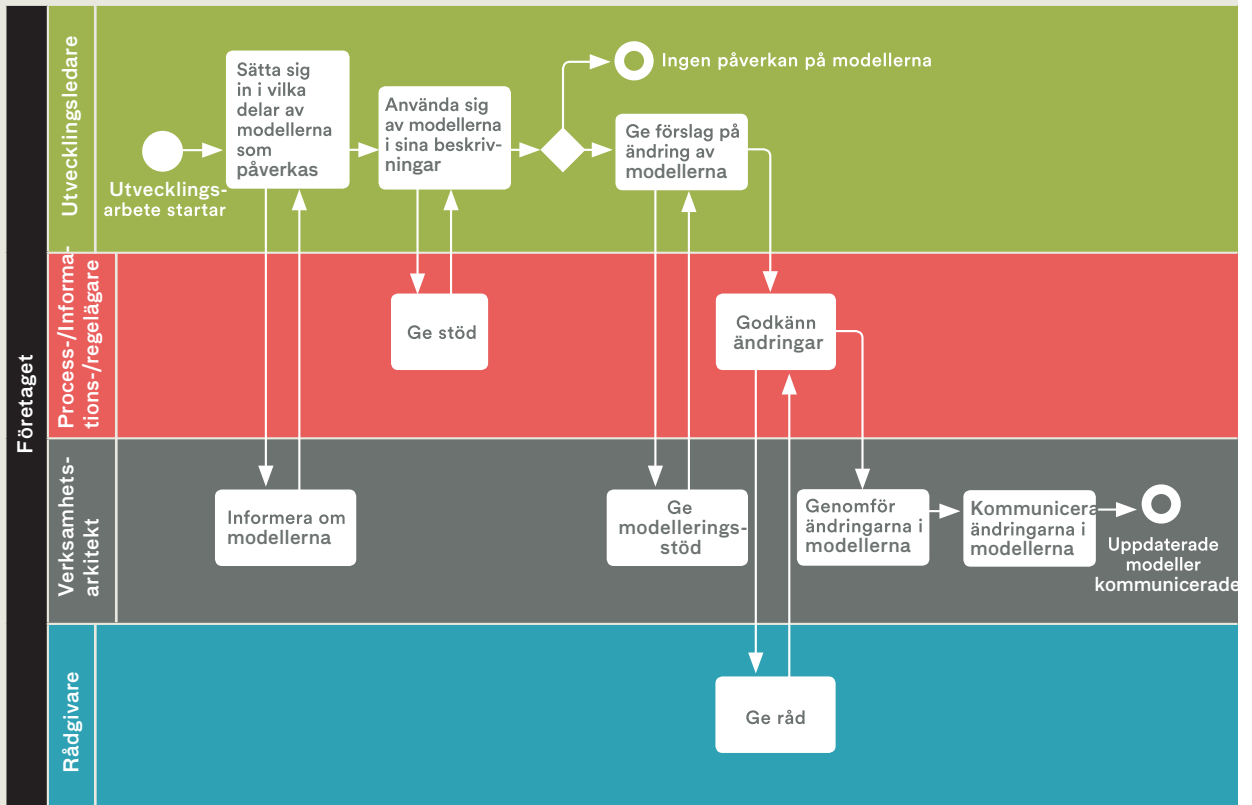 Företaget
Utvecklingsledare
Utvecklings-
arbete startar
Sätta sig
in i vilka
delar av
modellerna
som
påverkas
Använda sig
av modellerna
i sina beskriv-
ningar
Ingen påverkan på modellerna
Ge förslag på
ändring av
modellerna
Process-/Informa-
tions-/regelägare
Ge stöd
Godkänn
ändringar
Verksamhets-
arkitekt
Informera om
modellerna
Ge
modellerings-
stöd
Genomför
ändringarna i
modellerna
Kommunicera
ändringarna i
modellerna
Uppdaterade
modeller
kommunicerade
Rådgivare
Ge råd